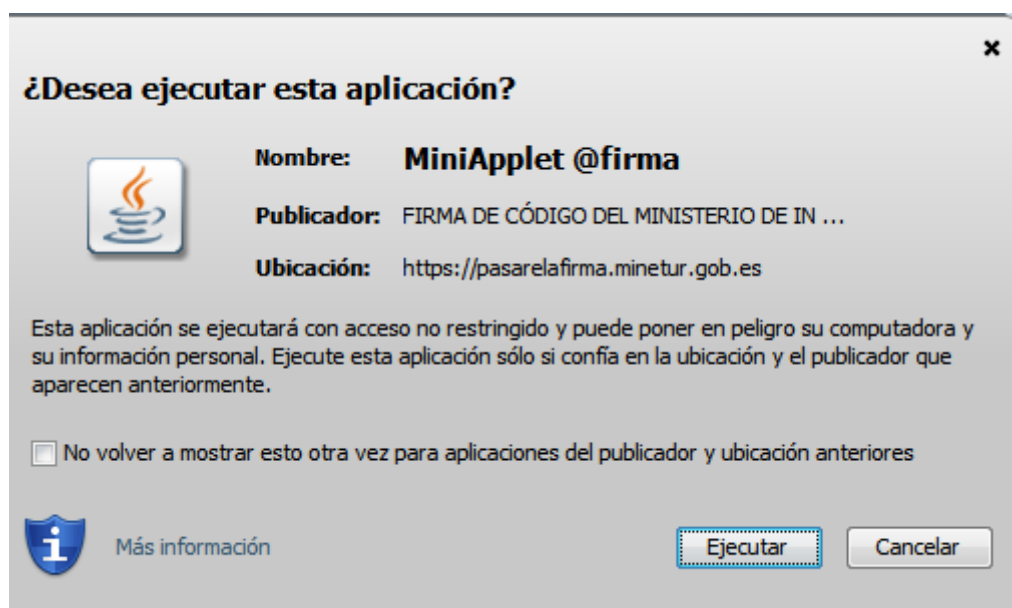 ¿Desea ejecutar esta aplicación?
Nombre: MiniApplet @firma
Publicador: FIRMA DE CÓDIGO DEL MINISTERIO DE IN ...
Ubicación: https://pasarelafirma.minetur.gob.es
Esta aplicación se ejecutará con acceso no restringido y puede poner en peligro su computadora y
su información personal. Ejecute esta aplicación sólo si confía en la ubicación y el publicador que
aparecen anteriormente.
No volver a mostrar esto otra vez para aplicaciones del publicador y ubicación anteriores
Más información
Ejecutar
Cancelar